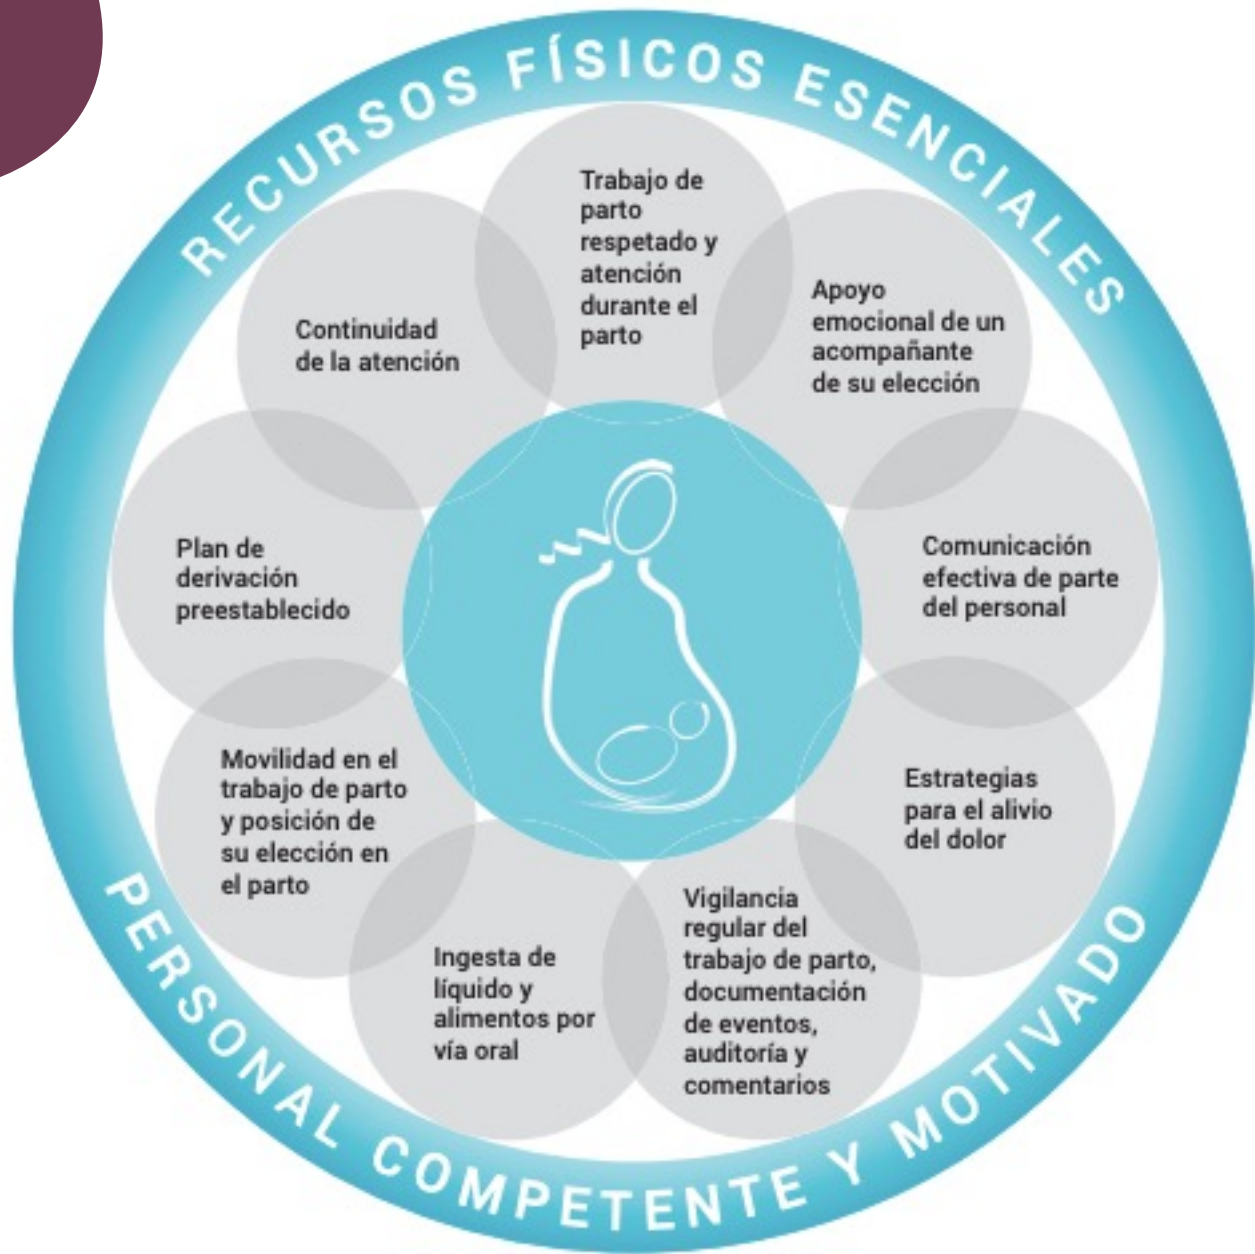 RECURSOS FÍSICOS ESENCIALES
Trabajo de
parto
respetado y
atención
durante el
parto
Apoyo
emocional de un
acompañante
de su elección
Comunicación
efectiva de parte
del personal
Estrategias
para el alivio
del dolor
Vigilancia
regular del
trabajo de parto,
documentación
de eventos,
auditoría y
comentarios
Ingesta de
líquido y
alimentos por
vía oral
Movilidad en el
trabajo de parto
y posición de
su elección en
el parto
Plan de
derivación
preestablecido
Continuidad
de la atención
PERSONAL COMPETENTE Y MOTIVADO